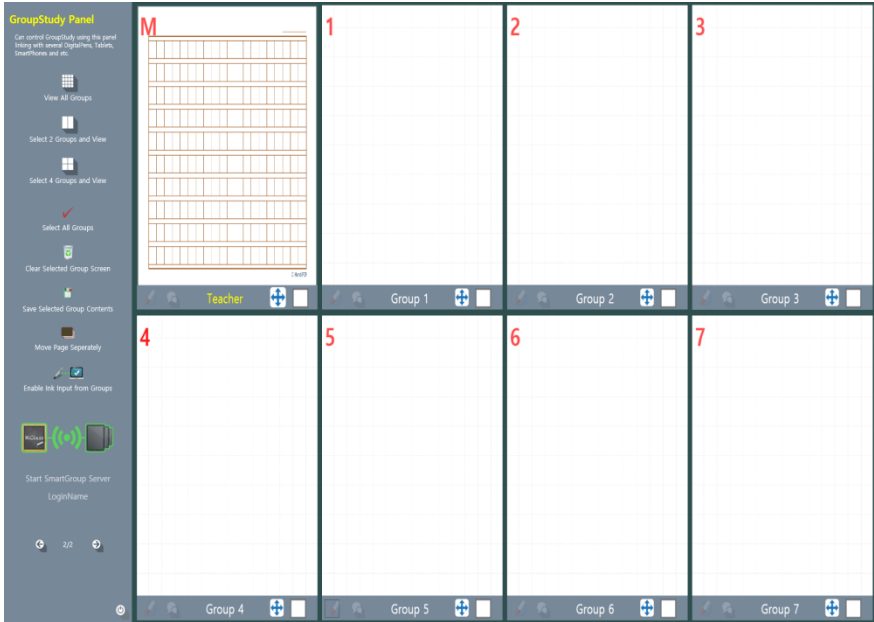 GroupStudy Panel
Can control GroupStudy using this panel
linking with several DigitalPens, Tablets,
SmartPhones and etc.
View All Groups
Select 2 Groups and View
Select 4 Groups and View
Select All Groups
Clear Selected Group Screen
Save Selected Group Contents
Move Page Seperately
Enable Ink Input from Groups
Start SmartGroup Server
LoginName
2/2
M
1
2
3
Teacher
Group 1
Group 2
Group 3
4
5
6
7
Group 4
Group 5
Group 6
Group 7